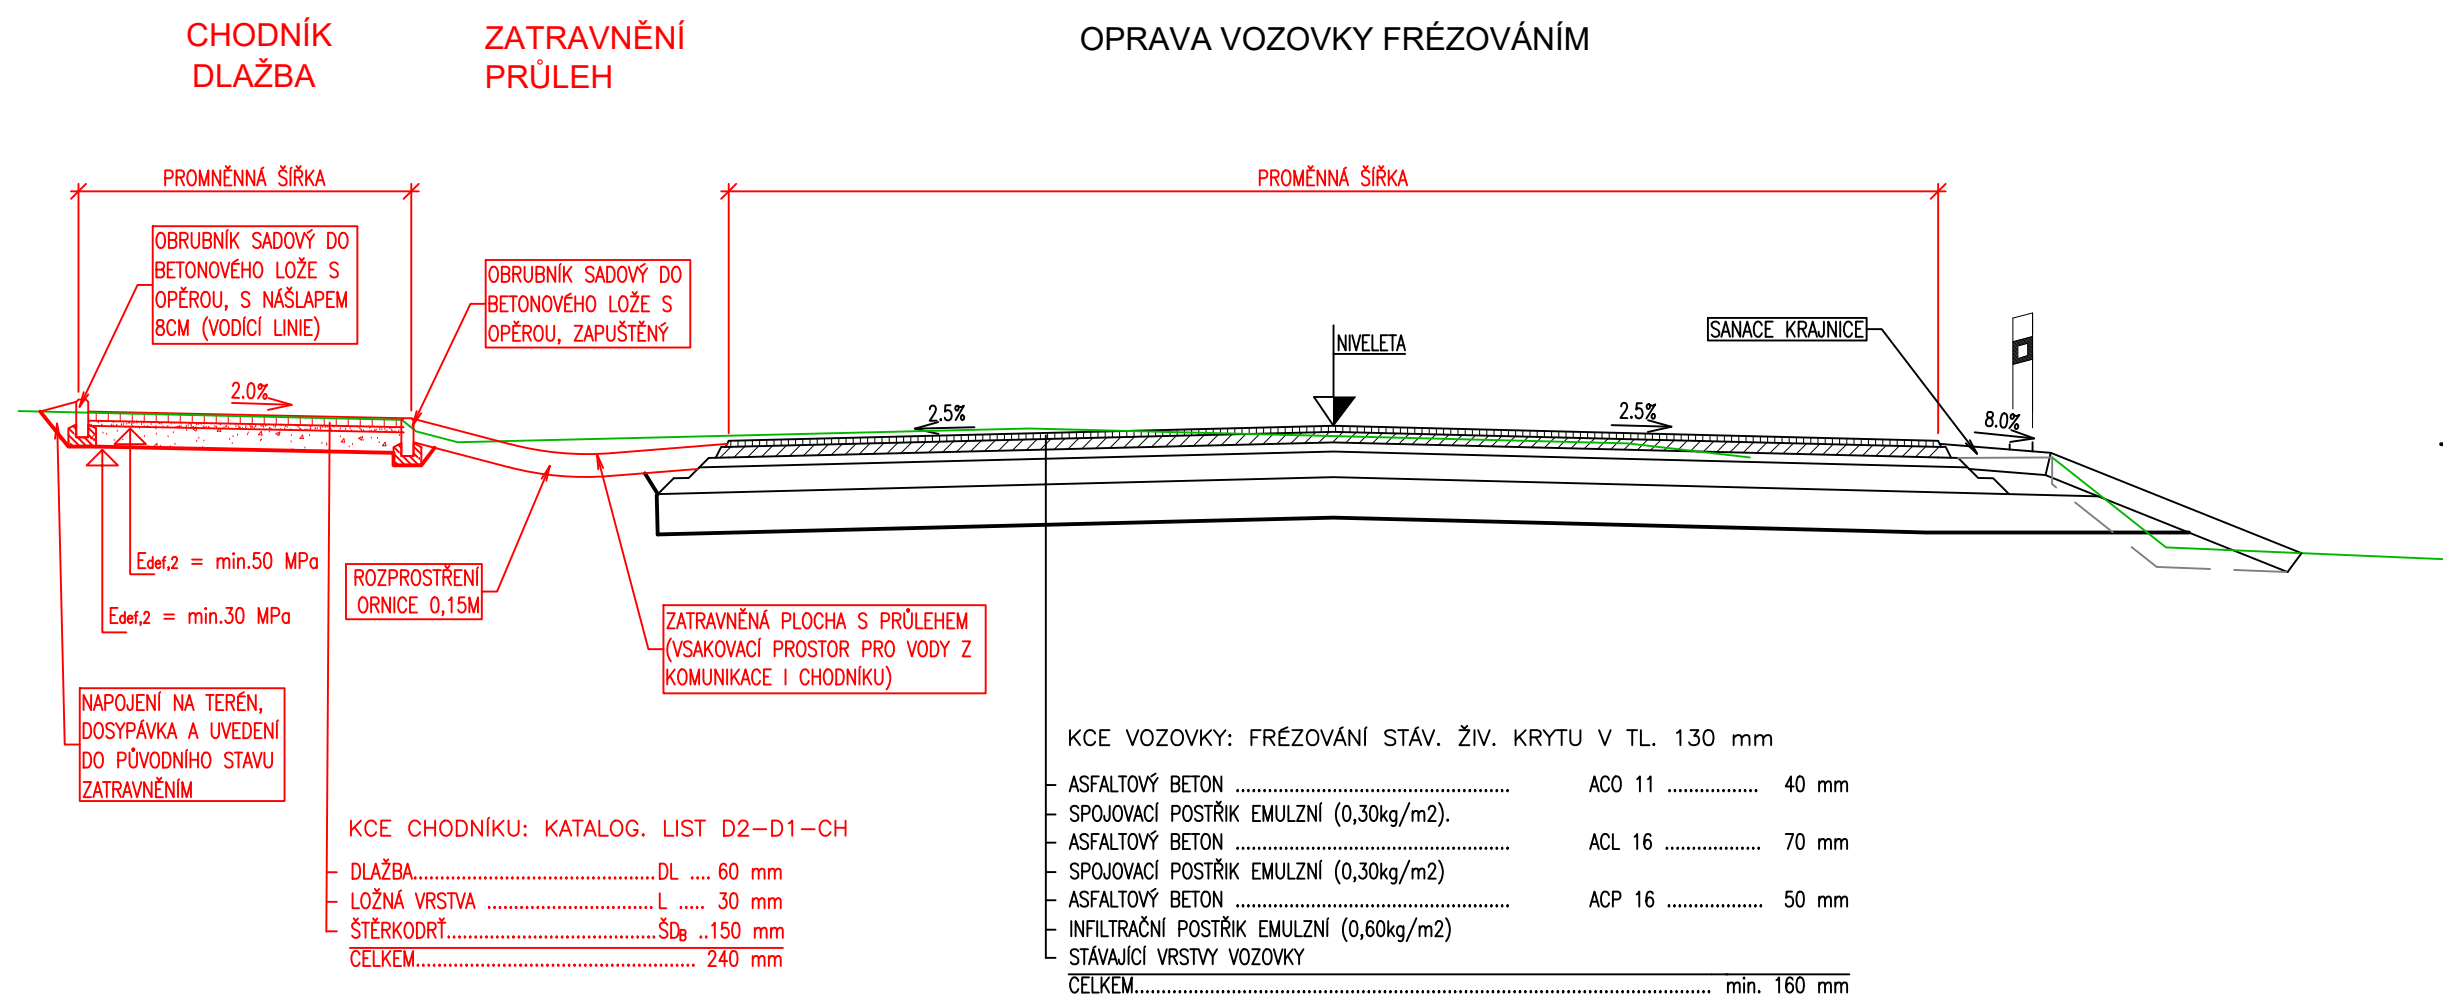 CHODNÍK
DLAŽBA
ZATRAVNĚNÍ
PRŮLEH
OPRAVA VOZOVKY FRÉZOVÁNÍM
PROMNĚNNÁ ŠÍŘKA
PROMĚNNÁ ŠÍŘKA
OBRUBNÍK SADOVÝ DO
BETONOVÉHO LOŽE S
OPĚROU, S NÁŠLAPEM
8CM (VODÍCÍ LINIE)
OBRUBNÍK SADOVÝ DO
BETONOVÉHO LOŽE S
OPĚROU, ZAPUŠTĚNÝ
NIVELETA
SANACE KRAJNICE
2.0%
2.5%
2.5%
8.0%
Edef,2 = min.50 MPa
Edef,2 = min.30 MPa
ROZPROSTŘENÍ
ORNICE 0,15M
ZATRAVNĚNÁ PLOCHA S PRŮLEHEM
(VSAKOVACÍ PROSTOR PRO VODY Z
KOMUNIKACE I CHODNÍKU)
NAPOJENÍ NA TERÉN,
DOSYPÁVKA A UVEDENÍ
DO PŮVODNÍHO STAVU
ZATRAVNĚNÍM
KCE CHODNÍKU: KATALOG. LIST D2-D1-CH
DLAŽBA............................................DL .... 60 mm
LOŽNÁ VRSTVA ..............................L ..... 30 mm
ŠTĚRKODRŤ......................................ŠDB ..150 mm
CELKEM................................................... 240 mm
KCE VOZOVKY: FRÉZOVÁNÍ STÁV. ŽIV. KRYTU V TL. 130 mm
ASFALTOVÝ BETON .................................................. ACO 11 ................. 40 mm
SPOJOVACÍ POSTŘIK EMULZNÍ (0,30kg/m2).
ASFALTOVÝ BETON .................................................. ACL 16 .................. 70 mm
SPOJOVACÍ POSTŘIK EMULZNÍ (0,30kg/m2)
ASFALTOVÝ BETON .................................................. ACP 16 .................. 50 mm
INFILTRAČNÍ POSTŘIK EMULZNÍ (0,60kg/m2)
STÁVAJÍCÍ VRSTVY VOZOVKY
CELKEM.......................................................................................................... min. 160 mm